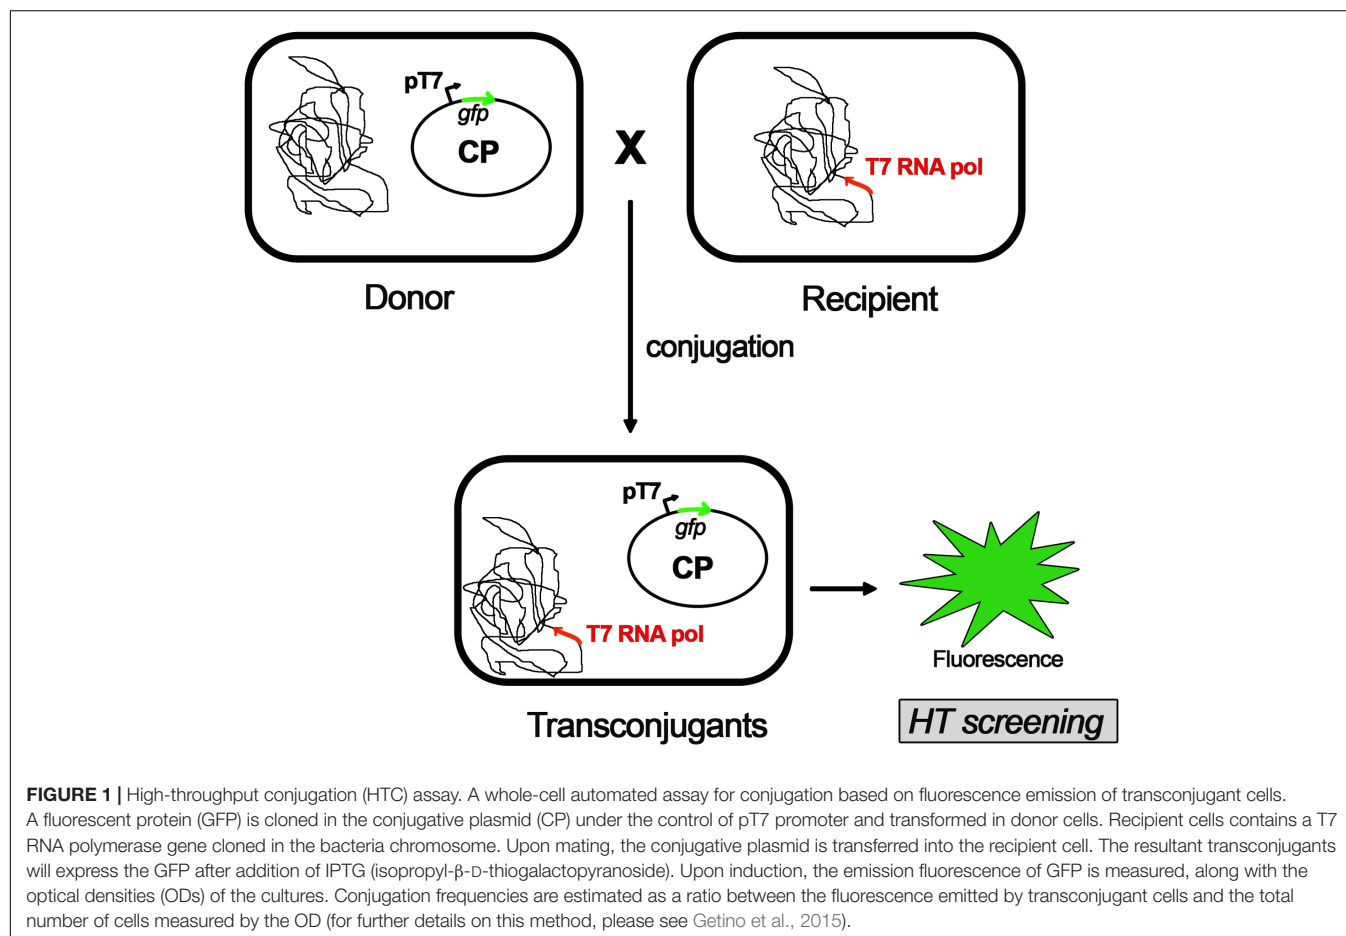 pT7
gfp
CP
X
T7 RNA pol
Donor
Recipient
conjugation
pT7
gfp
CP
T7 RNA pol
Fluorescence
Transconjugants
HT screening
FIGURE 1 | High-throughput conjugation (HTC) assay. A whole-cell automated assay for conjugation based on fluorescence emission of transconjugant cells.
A fluorescent protein (GFP) is cloned in the conjugative plasmid (CP) under the control of pT7 promoter and transformed in donor cells. Recipient cells contains a T7
RNA polymerase gene cloned in the bacteria chromosome. Upon mating, the conjugative plasmid is transferred into the recipient cell. The resultant transconjugants
will express the GFP after addition of IPTG (isopropyl-β-D-thiogalactopyranoside). Upon induction, the emission fluorescence of GFP is measured, along with the
optical densities (ODs) of the cultures. Conjugation frequencies are estimated as a ratio between the fluorescence emitted by transconjugant cells and the total
number of cells measured by the OD (for further details on this method, please see Getino et al., 2015).